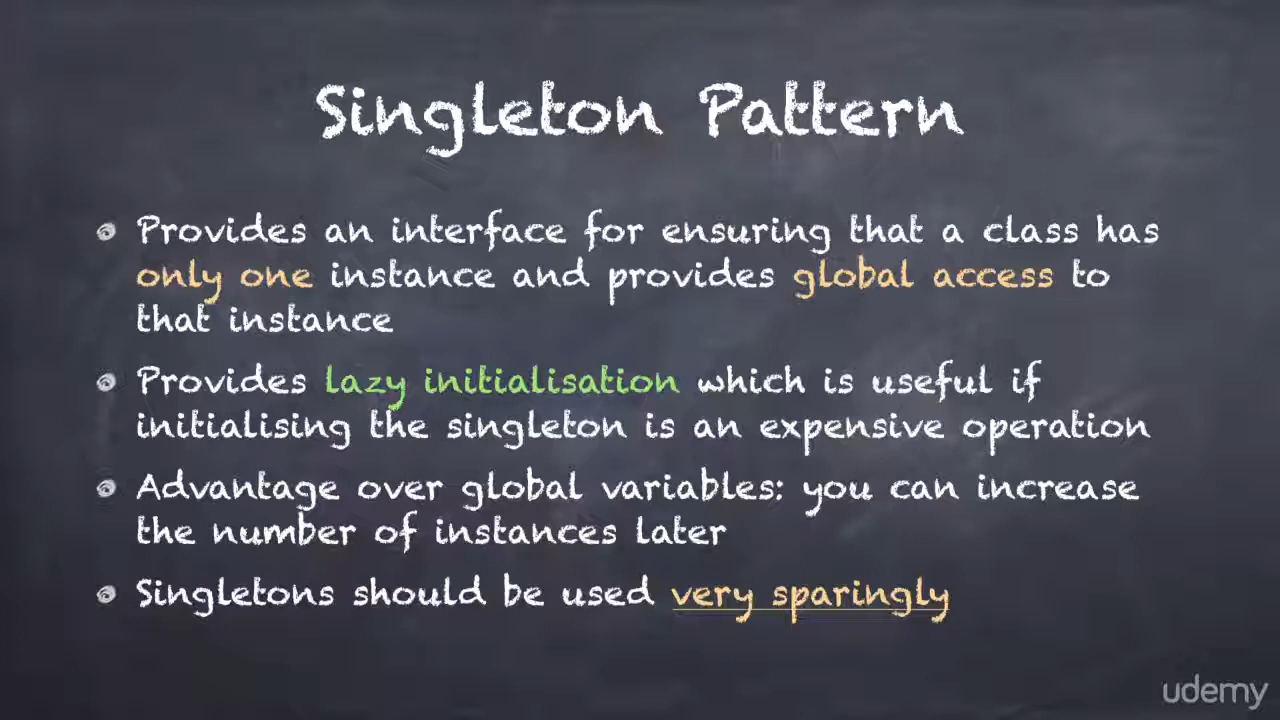 Singleton Pattern
Provides an interface for ensuring that a class has
only one instance and provides global access to
that instance
Provides lazy initialisation which is useful if
initialising the singleton is an expensive operation
Advantage over global variables: you can increase
the number of instances later
Singletons should be used very sparingly
udemy